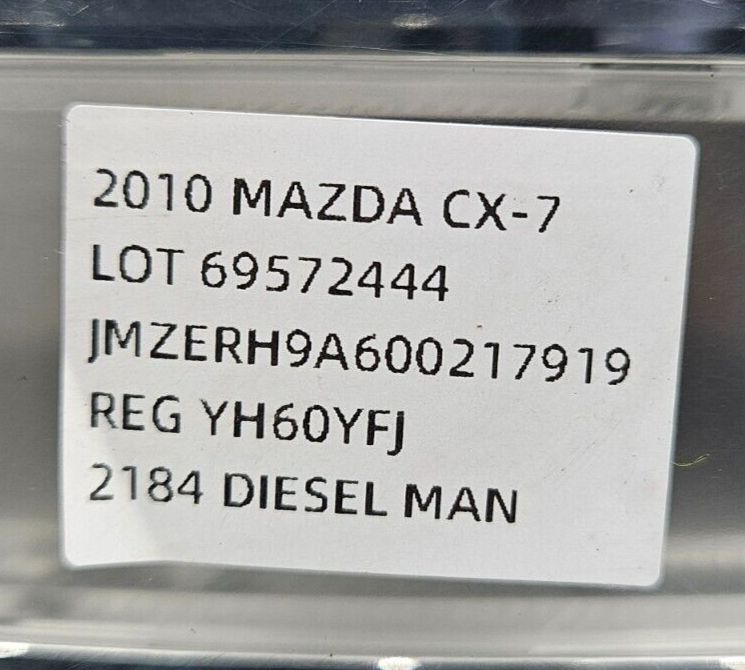 2010 MAZDA CX-7
LOT 69572444
JMZERH9A600217919
REG YH60YFJ
2184 DIESEL MAN